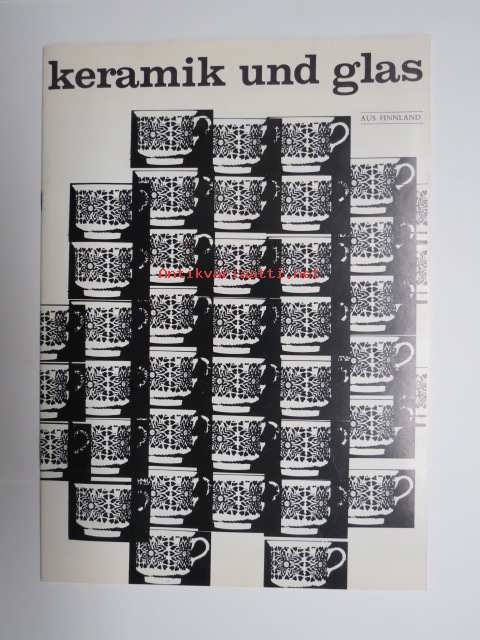 keramik und glas
AUS FINNLAND
Antikvariaatti.net